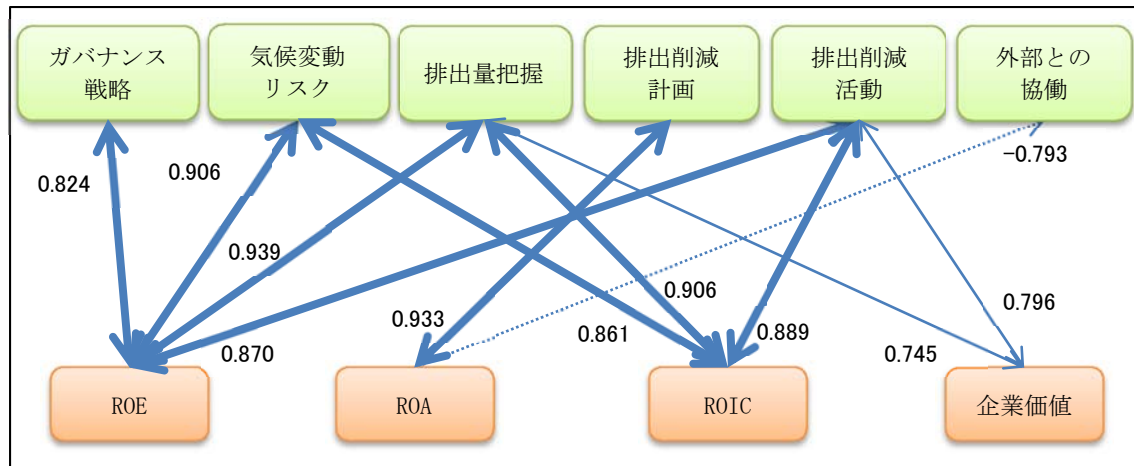 ガバナンス
戦略
気候変動
リスク
排出量把握
排出削減
計画
排出削減
活動
外部との
協働
0.824
0.906
0.939
0.870
0.933
0.861
0.906
0.889
0.745
0.796
−0.793
ROE
ROA
ROIC
企業価値